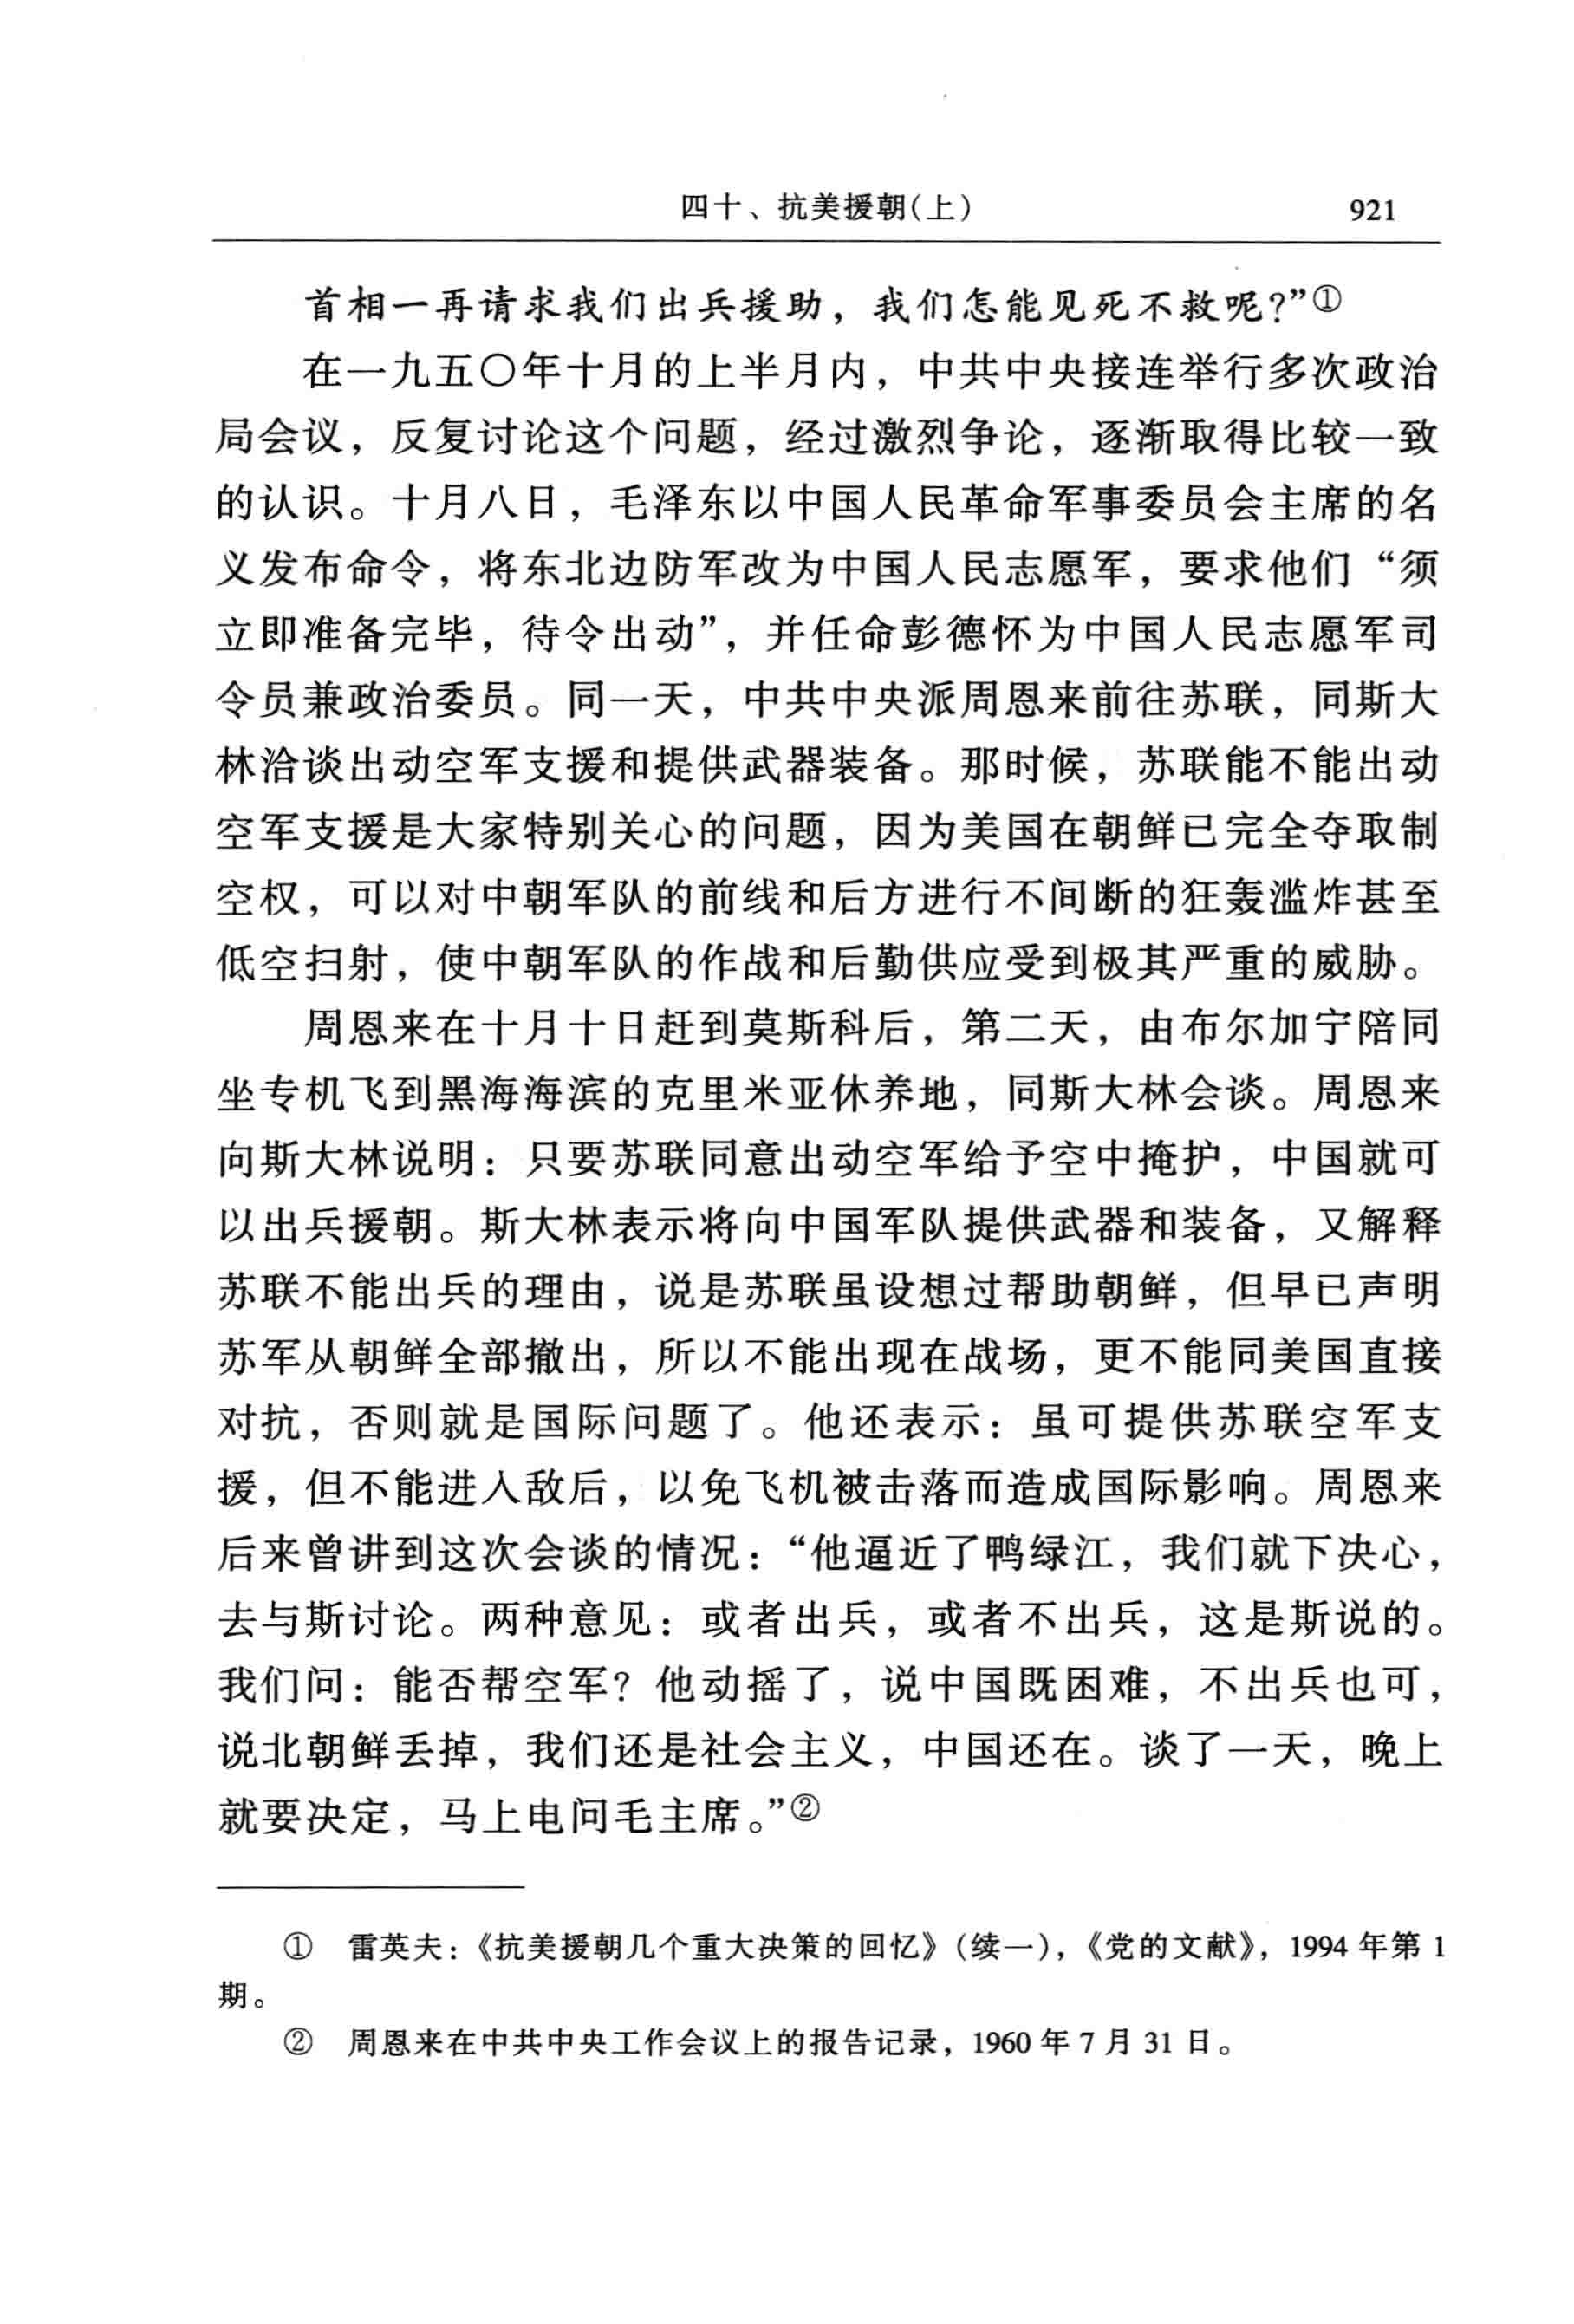 四十、抗美援朝(上) 921
首相一再请求我们出兵援助，我们怎能见死不救呢?”①
在一九五〇年十月的上半月内，中共中央接连举行多次政治
局会议，反复讨论这个问题，经过激烈争论，逐渐取得比较一致
的认识。十月八日，毛泽东以中国人民革命军事委员会主席的名
义发布命令，将东北边防军改为中国人民志愿军，要求他们“须
立即准备完毕，待令出动”，并任命彭德怀为中国人民志愿军司
令员兼政治委员。同一天，中共中央派周恩来前往苏联，同斯大
林洽谈出动空军支援和提供武器装备。那时候，苏联能不能出动
空军支援是大家特别关心的问题，因为美国在朝鲜已完全夺取制
空权，可以对中朝军队的前线和后方进行不间断的狂轰滥炸甚至
低空扫射，使中朝军队的作战和后勤供应受到极其严重的威胁。
周恩来在十月十日赶到莫斯科后，第二天，由布尔加宁陪同
坐专机飞到黑海海滨的克里米亚休养地，同斯大林会谈。周恩来
向斯大林说明：只要苏联同意出动空军给予空中掩护，中国就可
以出兵援朝。斯大林表示将向中国军队提供武器和装备，又解释
苏联不能出兵的理由，说是苏联虽设想过帮助朝鲜，但早已声明
苏军从朝鲜全部撤出，所以不能出现在战场，更不能同美国直接
对抗，否则就是国际问题了。他还表示：虽可提供苏联空军支
援，但不能进入敌后，以免飞机被击落而造成国际影响。周恩来
后来曾讲到这次会谈的情况：“他逼近了鸭绿江，我们就下决心，
去与斯讨论。两种意见：或者出兵，或者不出兵，这是斯说的。
我们问：能否帮空军？他动摇了，说中国既困难，不出兵也可，
说北朝鲜丢掉，我们还是社会主义，中国还在。谈了一天，晚上
就要决定，马上电问毛主席。”②
① 雷英夫：《抗美援朝几个重大决策的回忆》(续一)，《党的文献》，1994 年第 1
期。
② 周恩来在中共中央工作会议上的报告记录，1960 年 7 月 31 日。